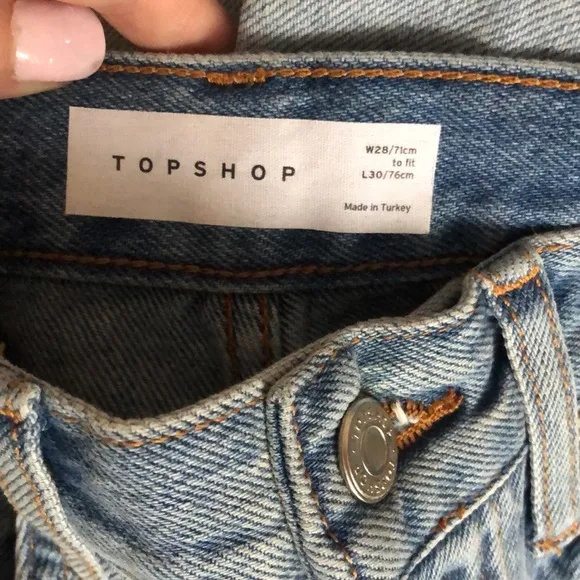 TOPSHOP
W28/71cm
to fit
L30/76cm
Made in Turkey